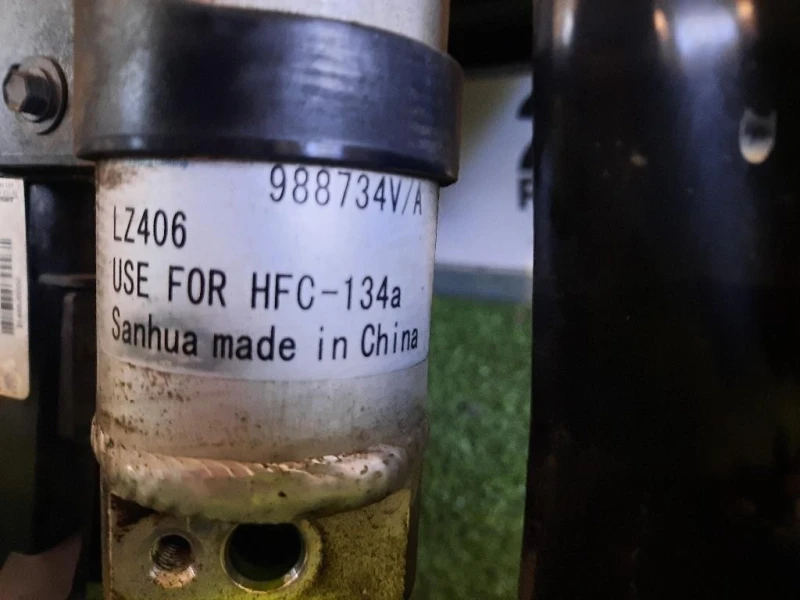 988734V/A
LZ406
USE FOR HFC-134a
Sanhua made in China